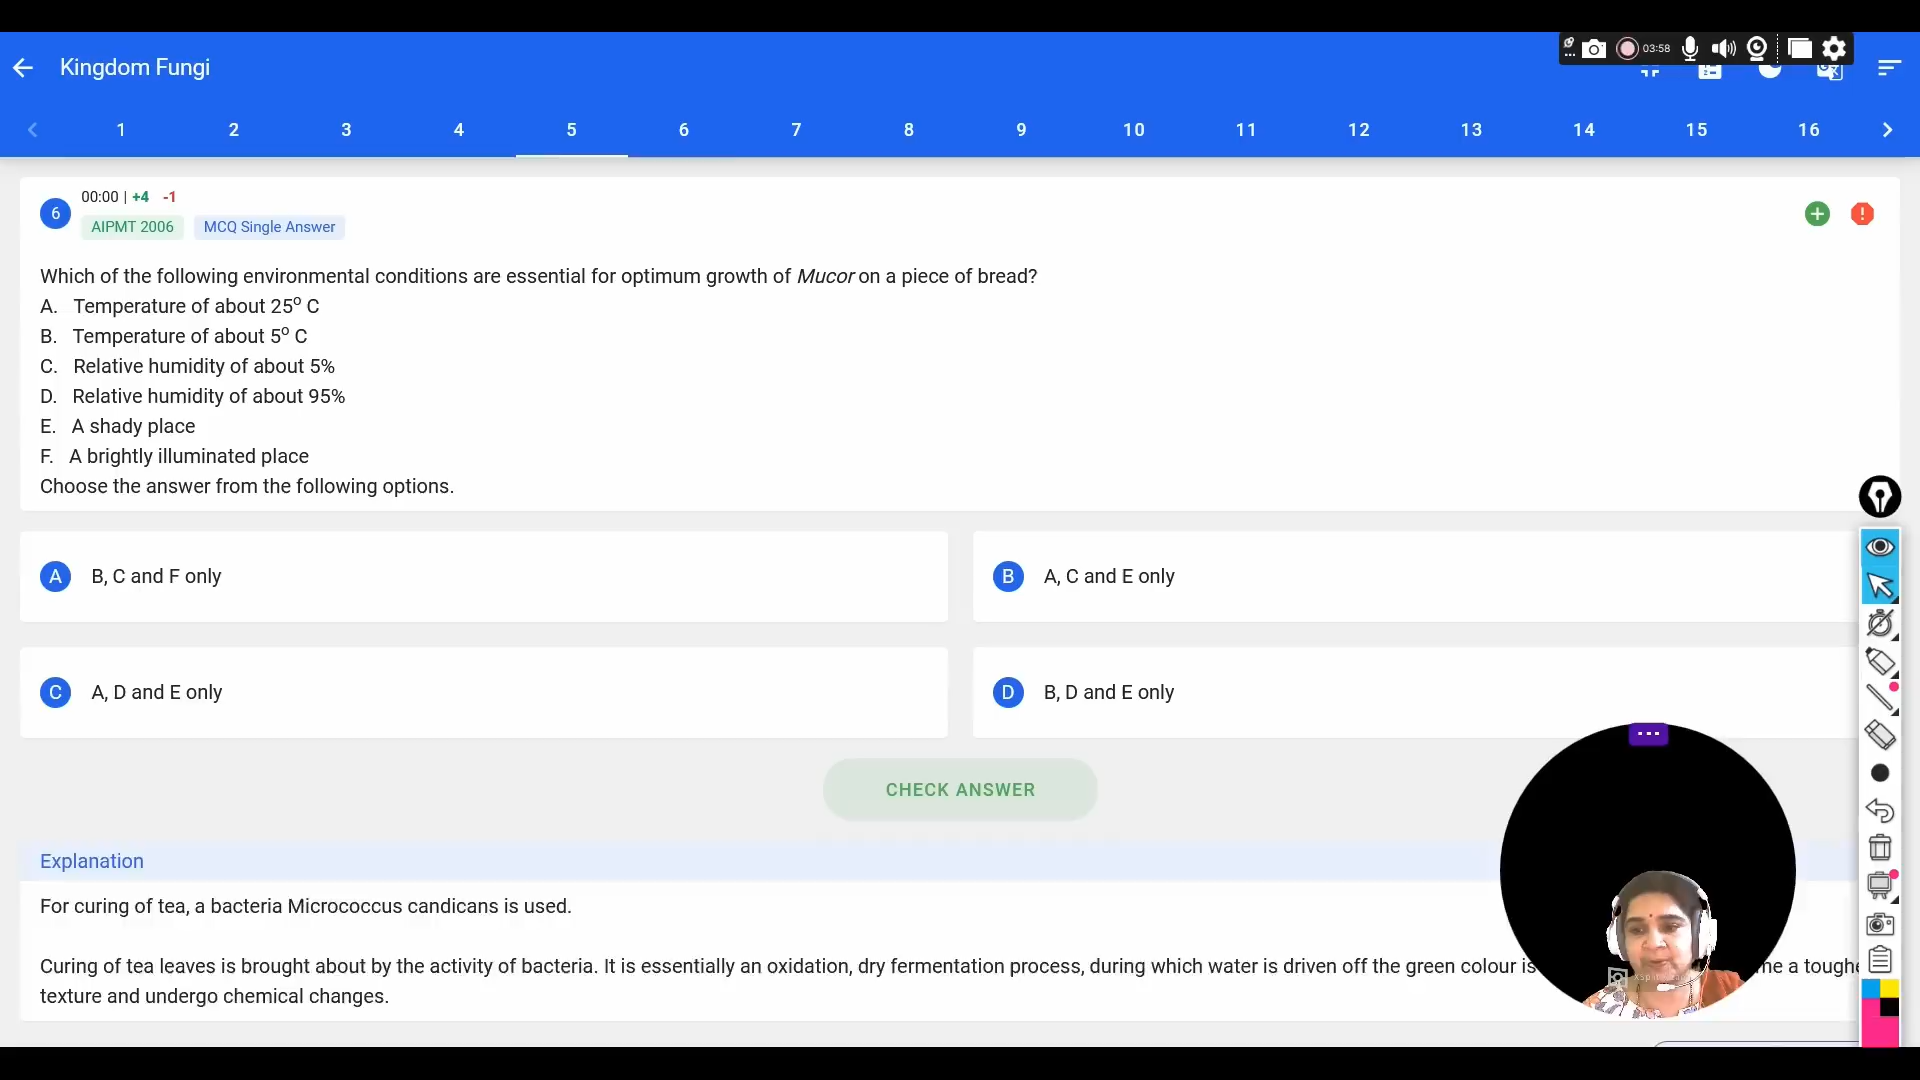 03:58
Kingdom Fungi
1 2 3 4 5 6 7 8 9 10 11 12 13 14 15 16
6
00:00 | +4 -1
AIPMT 2006 MCQ Single Answer
Which of the following environmental conditions are essential for optimum growth of Mucor on a piece of bread?
A. Temperature of about 25º C
B. Temperature of about 5º C
C. Relative humidity of about 5%
D. Relative humidity of about 95%
E. A shady place
F. A brightly illuminated place
Choose the answer from the following options.
A B, C and F only
B A, C and E only
C A, D and E only
D B, D and E only
CHECK ANSWER
Explanation
For curing of tea, a bacteria Micrococcus candicans is used.
Curing of tea leaves is brought about by the activity of bacteria. It is essentially an oxidation, dry fermentation process, during which water is driven off the green colour is a
texture and undergo chemical changes.